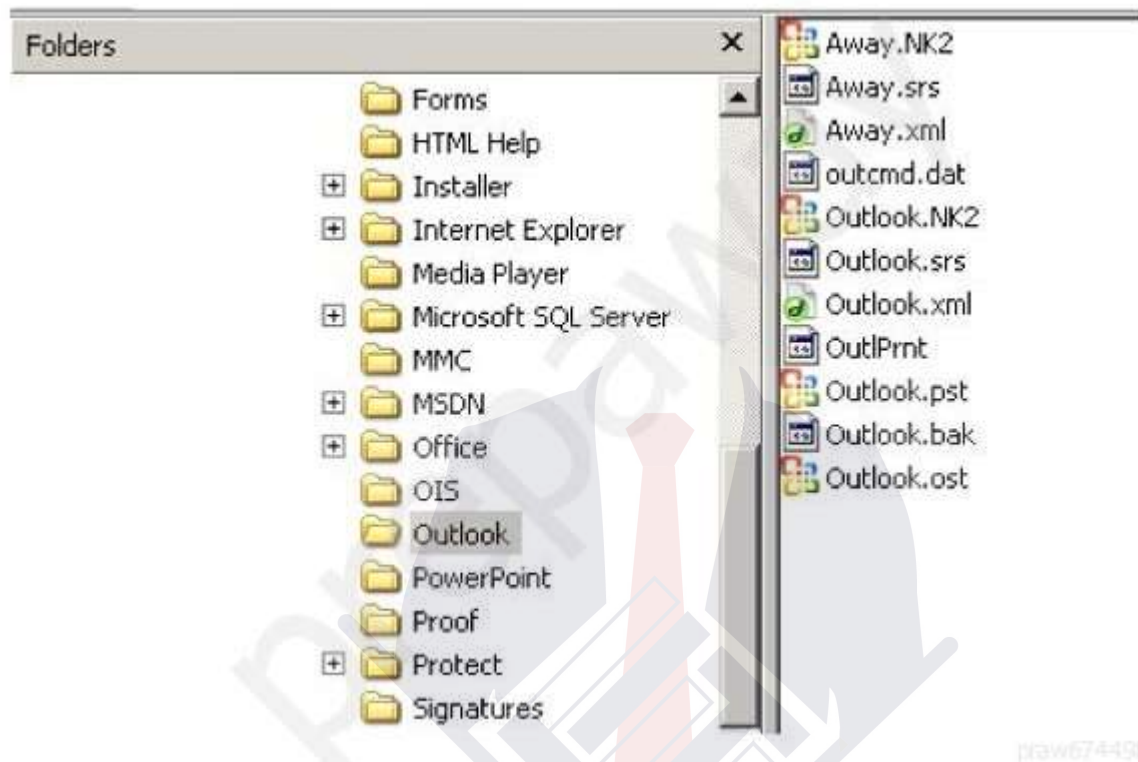 Folders
Forms
HTML Help
Installer
Internet Explorer
Media Player
Microsoft SQL Server
MMC
MSDN
Office
OIS
Outlook
PowerPoint
Proof
Protect
Signatures
Away.NK2
Away.srs
Away.xml
outcmd.dat
Outlook.NK2
Outlook.srs
Outlook.xml
OutlPrnt
Outlook.pst
Outlook.bak
Outlook.ost